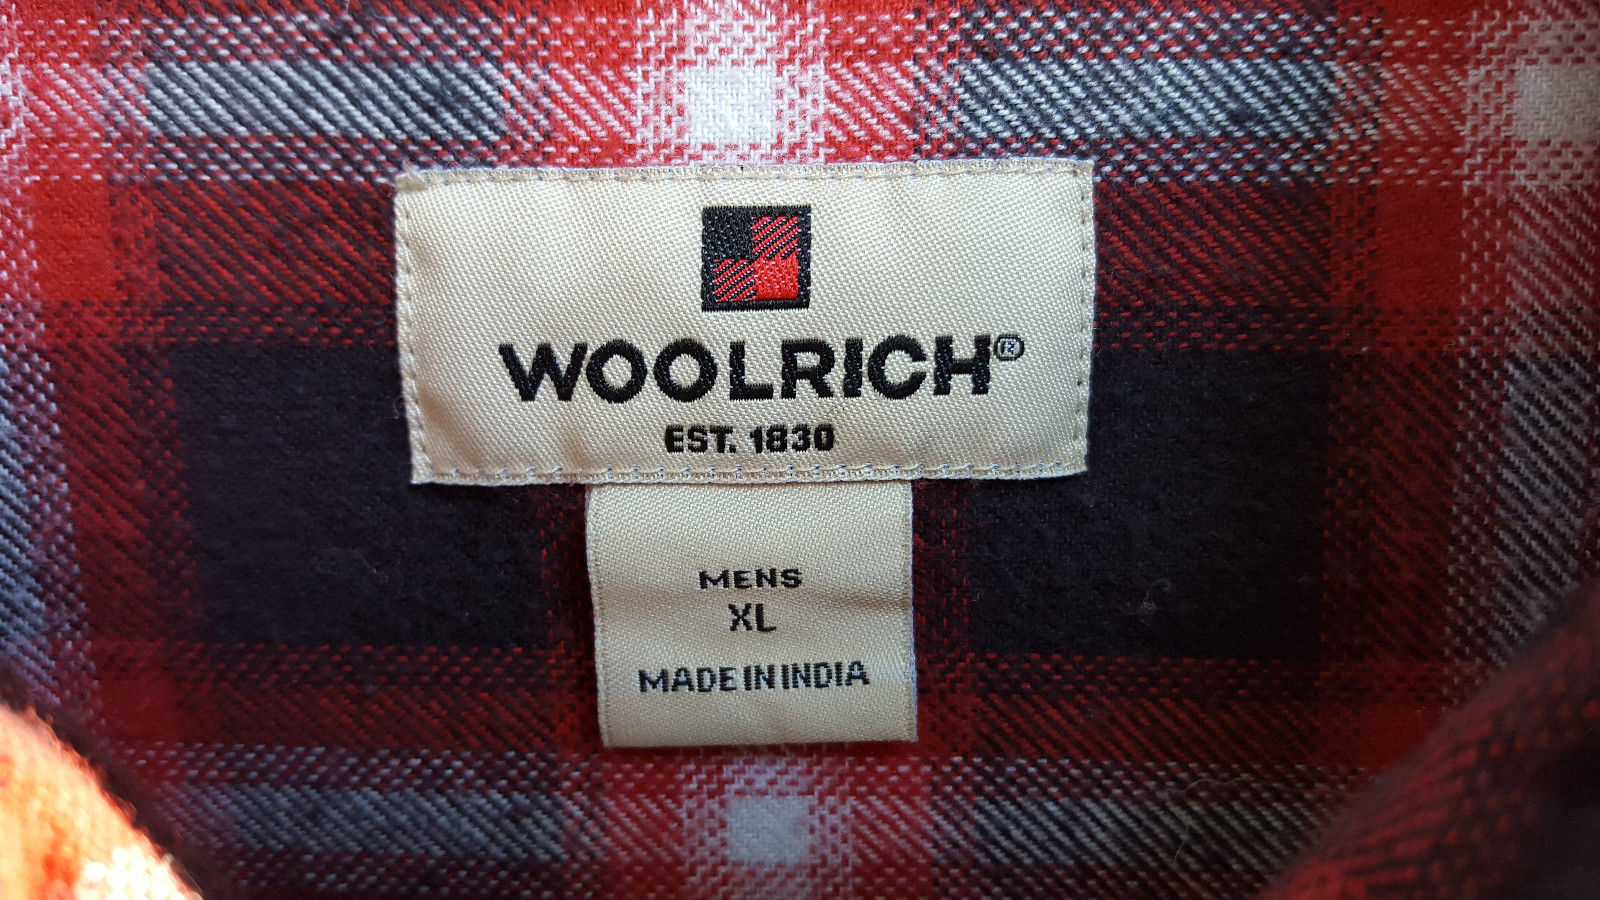 WOOLRICH®
EST. 1830
MENS
XL
MADE IN INDIA